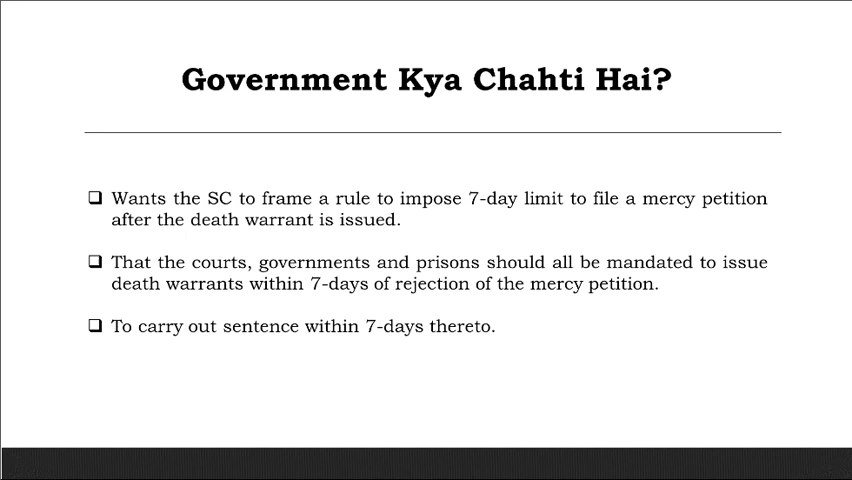 Government Kya Chahti Hai?
Wants the SC to frame a rule to impose 7-day limit to file a mercy petition
after the death warrant is issued.
That the courts, governments and prisons should all be mandated to issue
death warrants within 7-days of rejection of the mercy petition.
To carry out sentence within 7-days thereto.